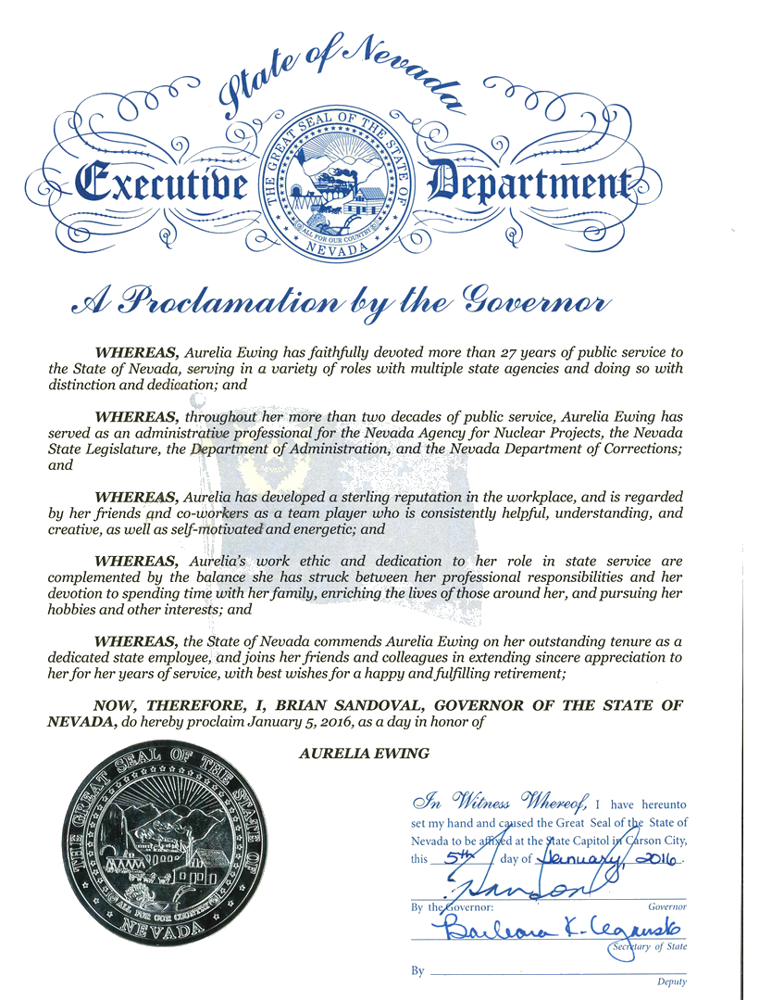 State of Nevada
THE GREAT SEAL OF THE STATE OF NEVADA
ALL FOR OUR COUNTRY
Executive Department
A Proclamation by the Governor
WHEREAS, Aurelia Ewing has faithfully devoted more than 27 years of public service to
the State of Nevada, serving in a variety of roles with multiple state agencies and doing so with
distinction and dedication; and
WHEREAS, throughout her more than two decades of public service, Aurelia Ewing has
served as an administrative professional for the Nevada Agency for Nuclear Projects, the Nevada
State Legislature, the Department of Administration, and the Nevada Department of Corrections;
and
NEVADA
WHEREAS, Aurelia has developed a sterling reputation in the workplace, and is regarded
by her friends and co-workers as a team player who is consistently helpful, understanding, and
creative, as well as self-motivated and energetic; and
WHEREAS, Aurelia's work ethic and dedication to her role in state service are
complemented by the balance she has struck between her professional responsibilities and her
devotion to spending time with her family, enriching the lives of those around her, and pursuing her
hobbies and other interests; and
WHEREAS, the State of Nevada commends Aurelia Ewing on her outstanding tenure as a
dedicated state employee, and joins her friends and colleagues in extending sincere appreciation to
her for her years of service, with best wishes for a happy and fulfilling retirement;
NOW, THEREFORE, I, BRIAN SANDOVAL, GOVERNOR OF THE STATE OF
NEVADA, do hereby proclaim January 5, 2016, as a day in honor of
AURELIA EWING
THE GREAT SEAL OF THE STATE OF NEVADA
ALL FOR OUR COUNTRY
In Witness Whereof, I have hereunto
set my hand and caused the Great Seal of the State of
Nevada to be affixed at the State Capitol in Carson City,
this 5th day of January, 2016.
By the Governor: Governor
Barbara K. Cegavske
Secretary of State
By
Deputy